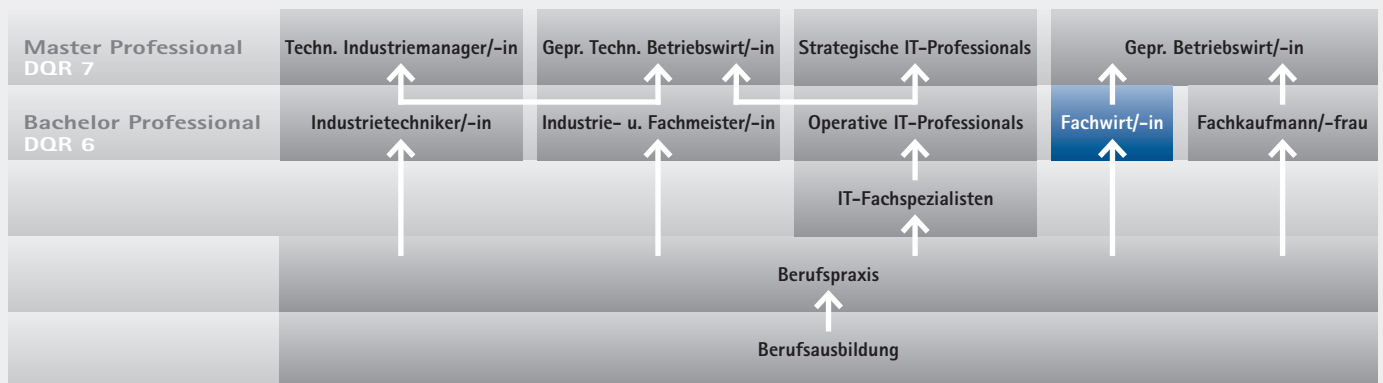 Master Professional
DQR 7
Techn. Industriemanager/-in
Gepr. Techn. Betriebswirt/-in
Strategische IT-Professionals
Gepr. Betriebswirt/-in
Bachelor Professional
DQR 6
Industrietechniker/-in
Industrie- u. Fachmeister/-in
Operative IT-Professionals
Fachwirt/-in
Fachkaufmann/-frau
IT-Fachspezialisten
Berufspraxis
Berufsausbildung